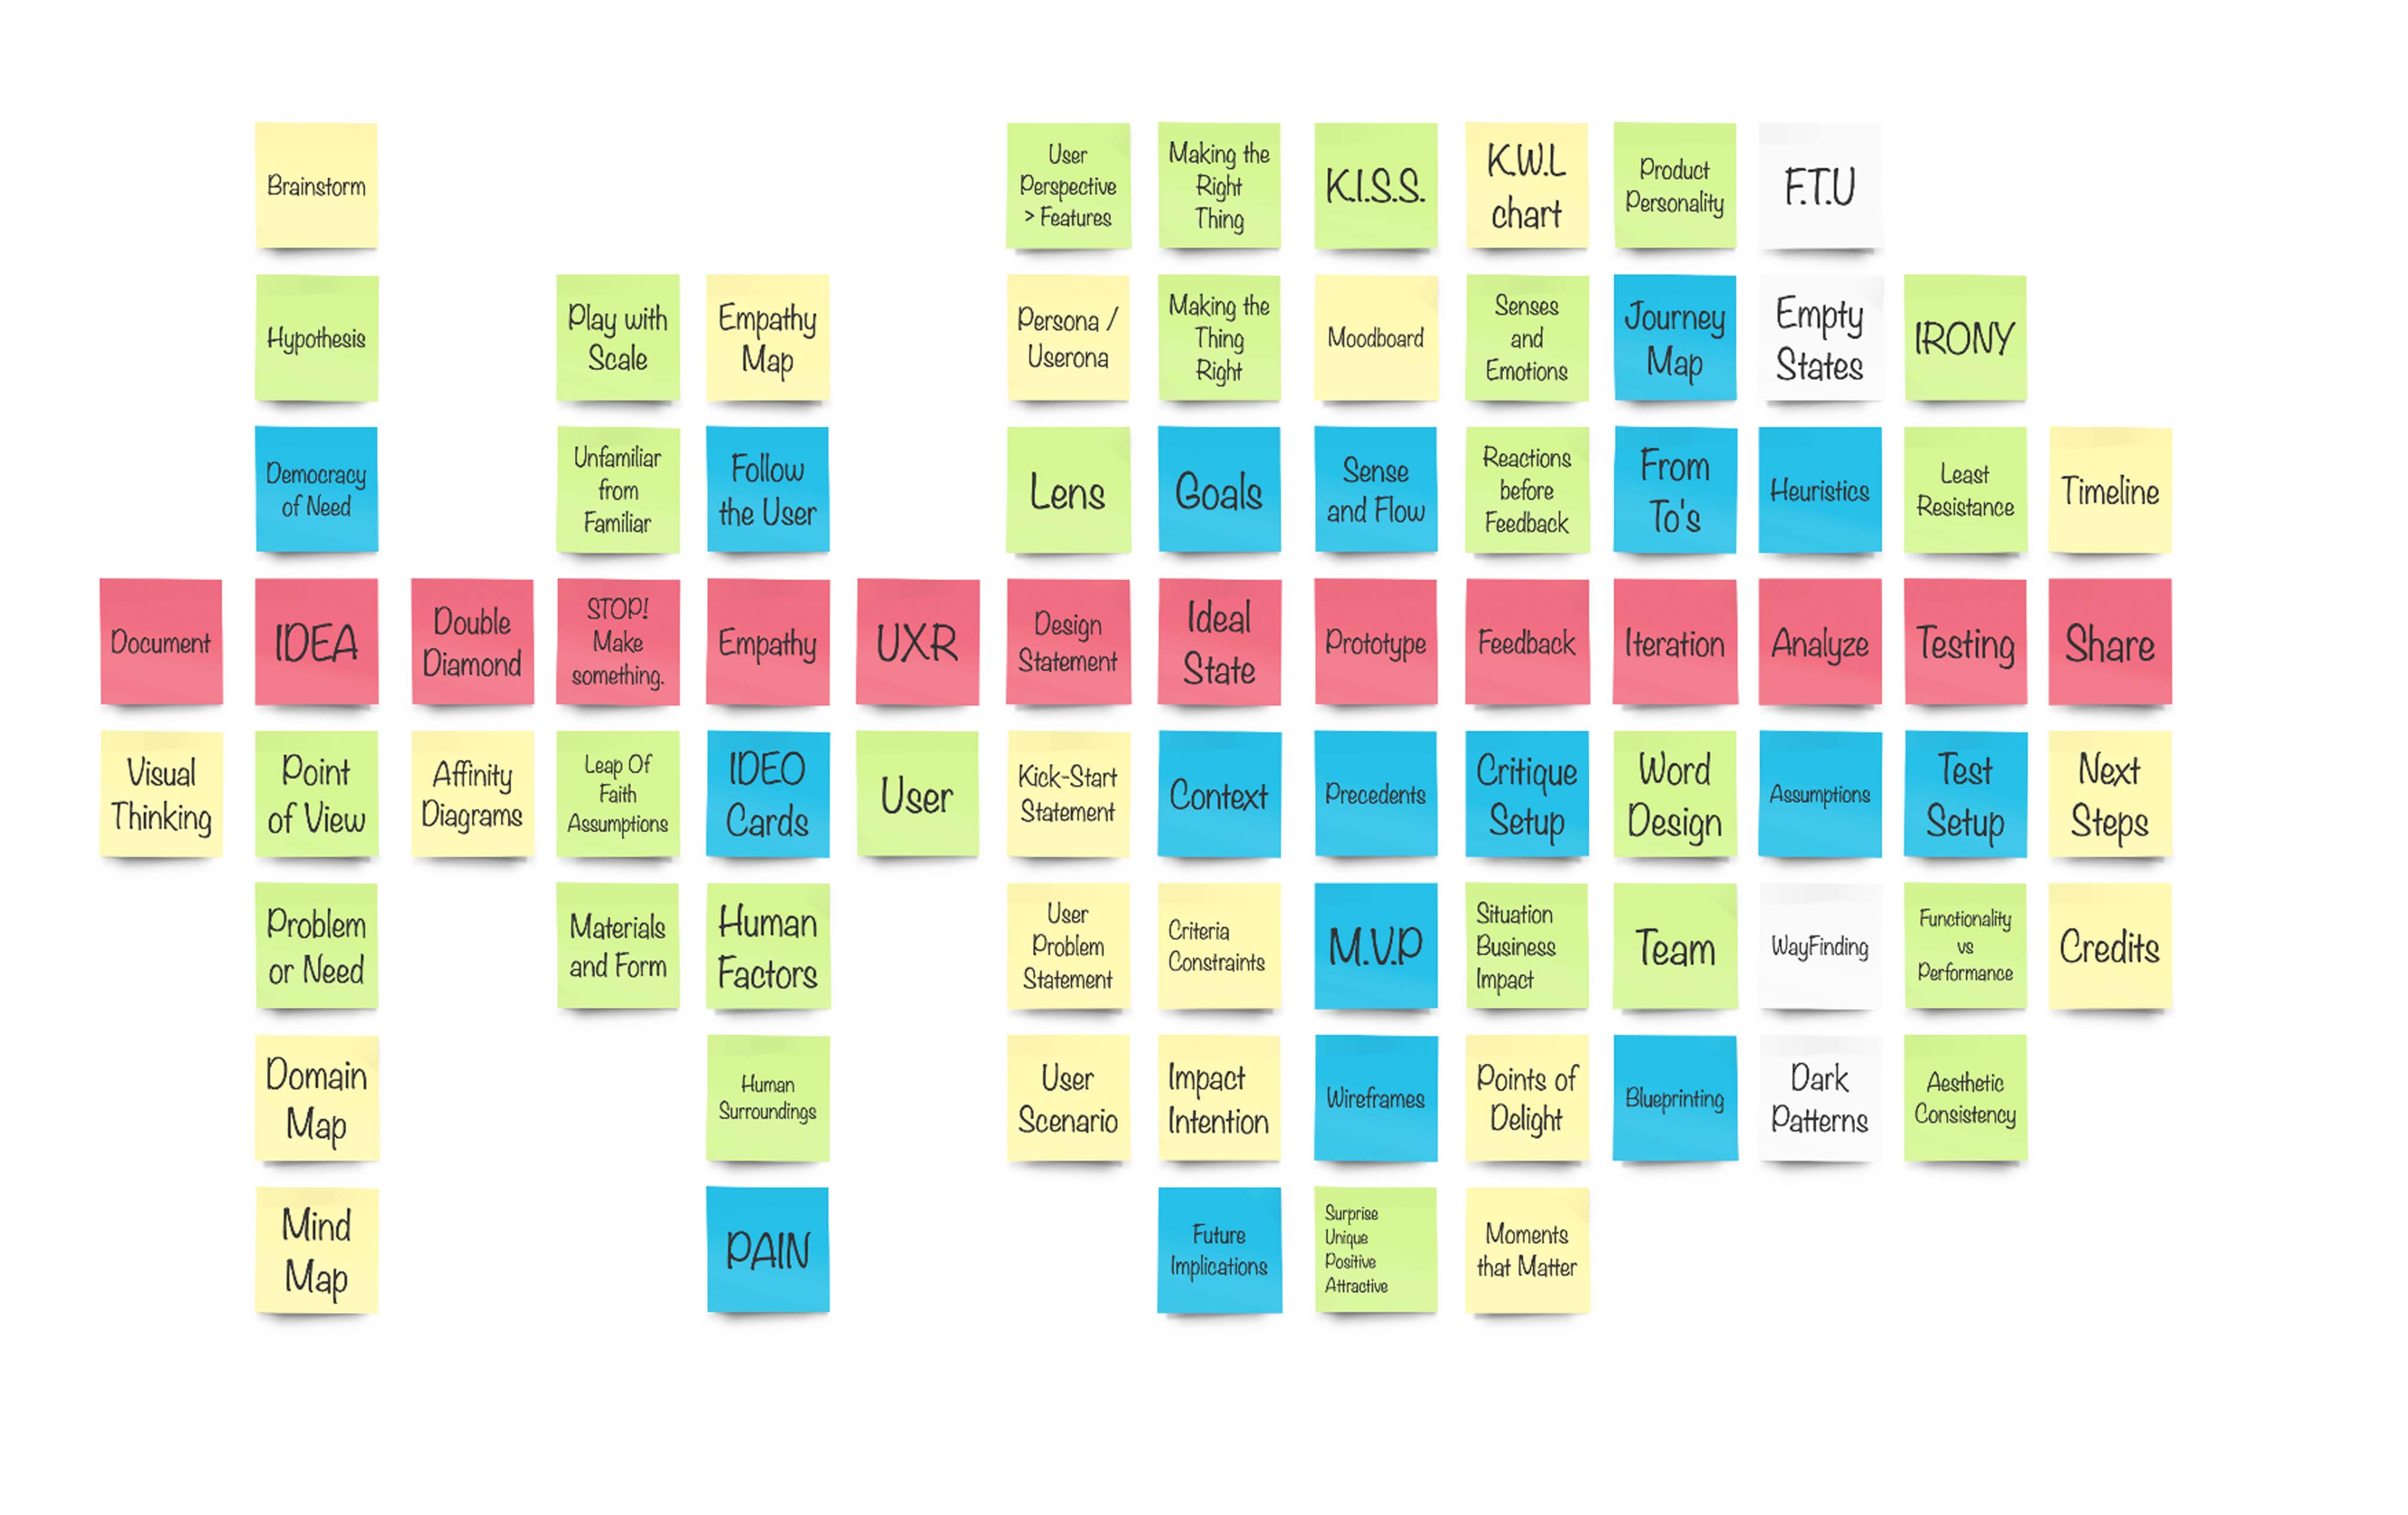 Brainstorm
User
Perspective
> Features
Making the
Right
Thing
K.I.S.S.
K.W.L
chart
Product
Personality
F.T.U
Hypothesis
Play with
Scale
Empathy
Map
Persona /
Userona
Making the
Thing
Right
Moodboard
Senses
and
Emotions
Journey
Map
Empty
States
IRONY
Democracy
of Need
Unfamiliar
from
Familiar
Follow
the User
Lens
Goals
Sense
and Flow
Reactions
before
Feedback
From
To's
Heuristics
Least
Resistance
Timeline
Document
IDEA
Double
Diamond
STOP!
Make
something.
Empathy
UXR
Design
Statement
Ideal
State
Prototype
Feedback
Iteration
Analyze
Testing
Share
Visual
Thinking
Point
of View
Affinity
Diagrams
Leap Of
Faith
Assumptions
IDEO
Cards
User
Kick-Start
Statement
Context
Precedents
Critique
Setup
Word
Design
Assumptions
Test
Setup
Next
Steps
Problem
or Need
Materials
and Form
Human
Factors
User
Problem
Statement
Criteria
Constraints
M.V.P
Situation
Business
Impact
Team
WayFinding
Functionality
vs
Performance
Credits
Domain
Map
Human
Surroundings
User
Scenario
Impact
Intention
Wireframes
Points of
Delight
Blueprinting
Dark
Patterns
Aesthetic
Consistency
Mind
Map
PAIN
Future
Implications
Surprise
Unique
Positive
Attractive
Moments
that Matter